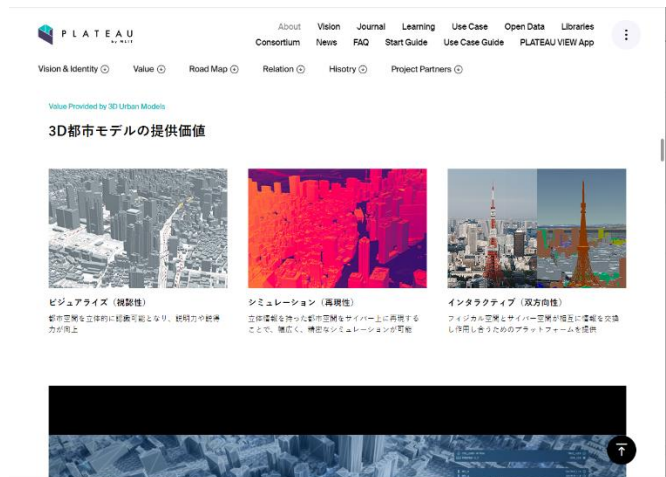 PLATEAU
by MLIT
About Vision Journal Learning Use Case Open Data Libraries
Consortium News FAQ Start Guide Use Case Guide PLATEAU VIEW App
Vision & Identity Value Road Map Relation Hisotry Project Partners
Value Provided by 3D Urban Models
3D都市モデルの提供価値
ビジュアライズ（視認性）
都市空間を立体的に認識可能となり、説明力や説得
力が向上
シミュレーション（再現性）
立体情報を持った都市空間をサイバー上に再現する
ことで、幅広く、精密なシミュレーションが可能
インタラクティブ（双方向性）
フィジカル空間とサイバー空間が相互に情報を交換
し作用し合うためのプラットフォームを提供